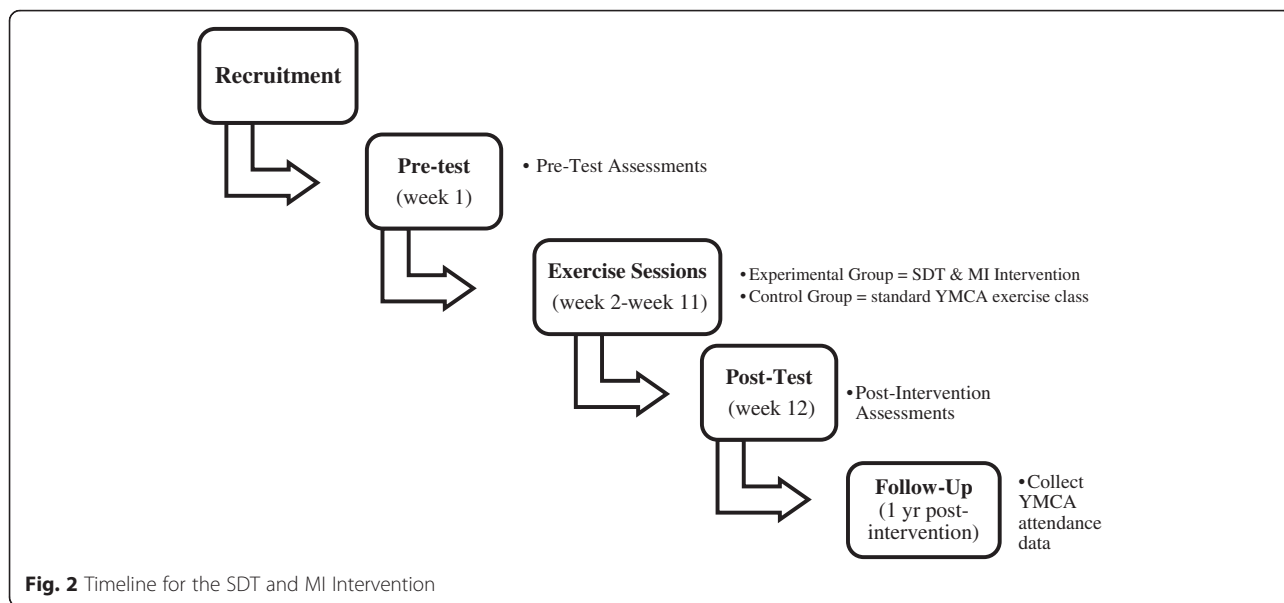 Recruitment
Pre-test
(week 1)
• Pre-Test Assessments
Exercise Sessions
(week 2-week 11)
•Experimental Group = SDT & MI Intervention
•Control Group = standard YMCA exercise class
Post-Test
(week 12)
•Post-Intervention
Assessments
Follow-Up
(1 yr post-
intervention)
•Collect
YMCA
attendance
data
Fig. 2 Timeline for the SDT and MI Intervention